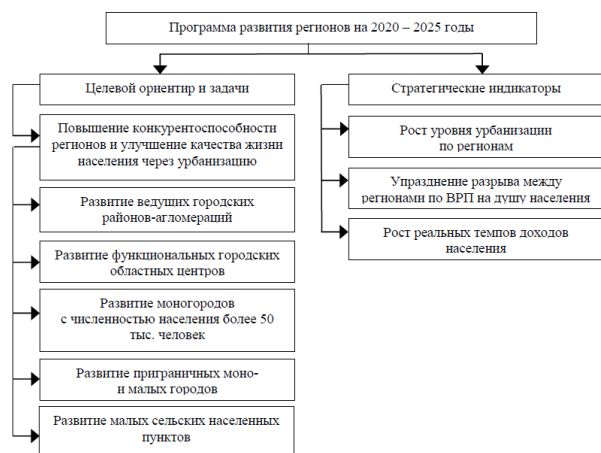 Программа развития регионов на 2020 – 2025 годы
Целевой ориентир и задачи
Повышение конкурентоспособности
регионов и улучшение качества жизни
населения через урбанизацию
Развитие ведущих городских
районов-агломераций
Развитие функциональных городских
областных центров
Развитие моногородов
с численностью населения более 50
тыс. человек
Развитие приграничных моно-
и малых городов
Развитие малых сельских населенных
пунктов
Стратегические индикаторы
Рост уровня урбанизации
по регионам
Упразднение разрыва между
регионами по ВРП на душу населения
Рост реальных темпов доходов
населения